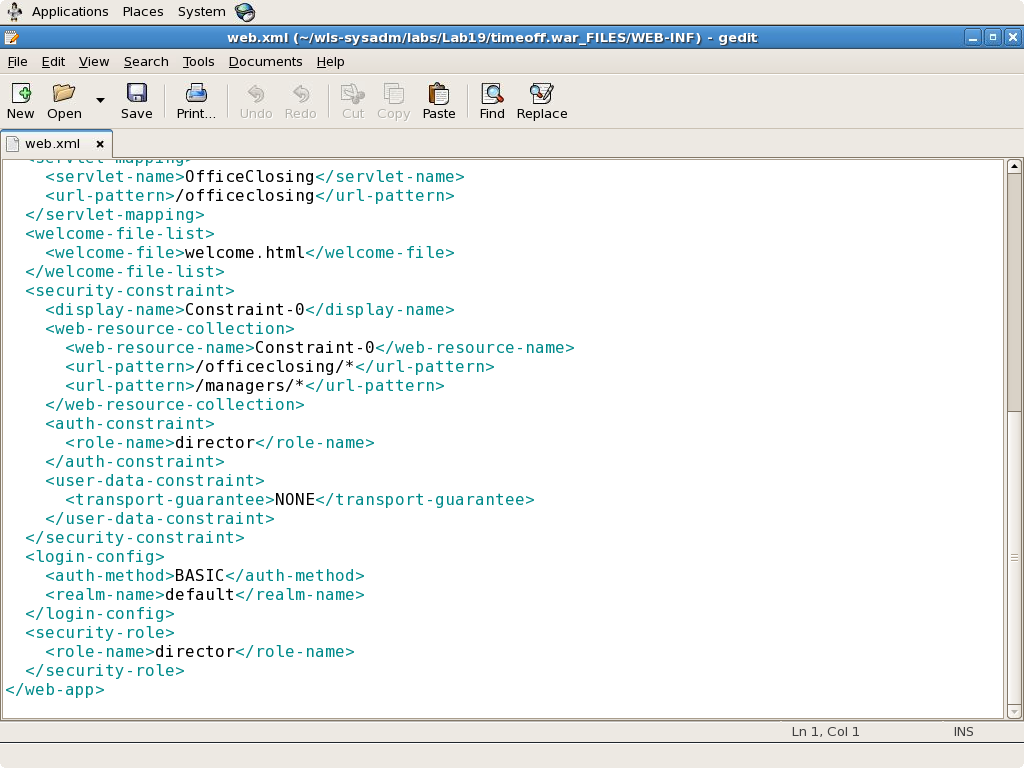 Applications Places System
web.xml (~/wls-sysadm/labs/Lab19/timeoff.war_FILES/WEB-INF) - gedit
File Edit View Search Tools Documents Help
New Open Save Print... Undo Redo Cut Copy Paste Find Replace
web.xml
<servlet-mapping>
<servlet-name>OfficeClosing</servlet-name>
<url-pattern>/officeclosing</url-pattern>
</servlet-mapping>
<welcome-file-list>
<welcome-file>welcome.html</welcome-file>
</welcome-file-list>
<security-constraint>
<display-name>Constraint-0</display-name>
<web-resource-collection>
<web-resource-name>Constraint-0</web-resource-name>
<url-pattern>/officeclosing/*</url-pattern>
<url-pattern>/managers/*</url-pattern>
</web-resource-collection>
<auth-constraint>
<role-name>director</role-name>
</auth-constraint>
<user-data-constraint>
<transport-guarantee>NONE</transport-guarantee>
</user-data-constraint>
</security-constraint>
<login-config>
<auth-method>BASIC</auth-method>
<realm-name>default</realm-name>
</login-config>
<security-role>
<role-name>director</role-name>
</security-role>
</web-app>
Ln 1, Col 1 INS